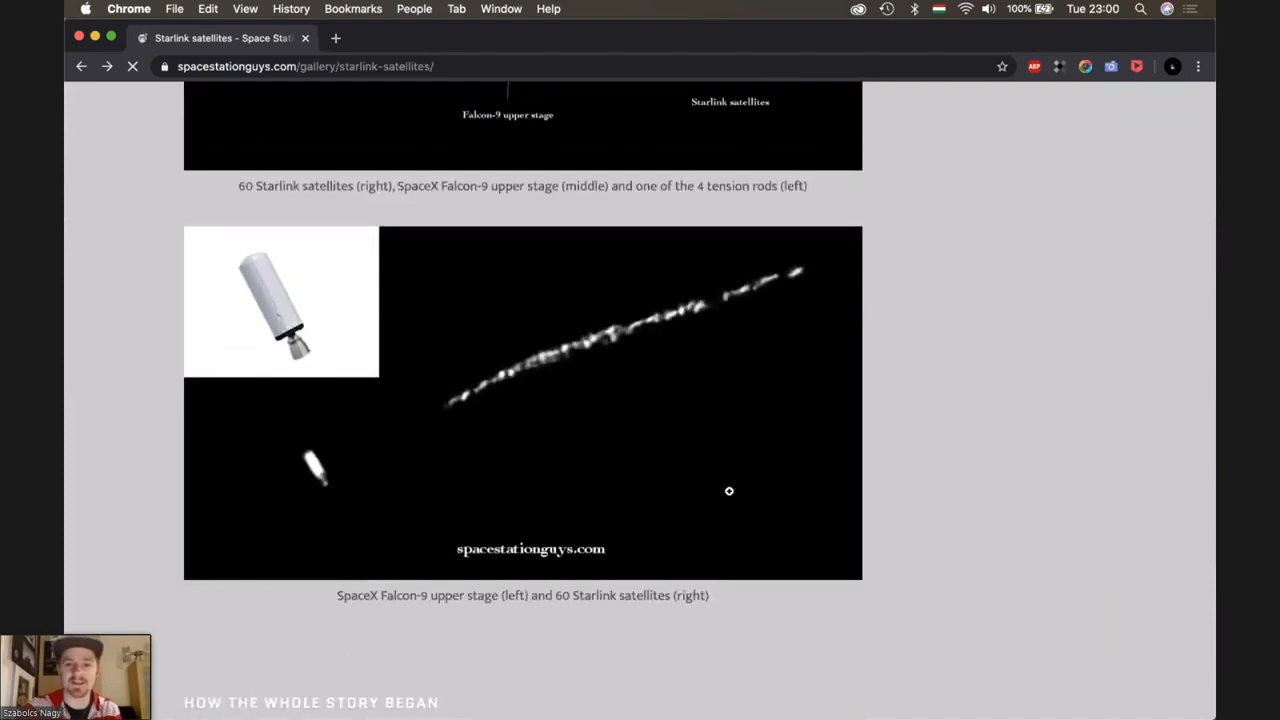 Chrome File Edit View History Bookmarks People Tab Window Help 100% Tue 23:00
Starlink satellites - Space Stati
spacestationguys.com/gallery/starlink-satellites/
ABP
Starlink satellites
Falcon-9 upper stage
60 Starlink satellites (right), SpaceX Falcon-9 upper stage (middle) and one of the 4 tension rods (left)
spacestationguys.com
SpaceX Falcon-9 upper stage (left) and 60 Starlink satellites (right)
HOW THE WHOLE STORY BEGAN
Szabolcs Nagy